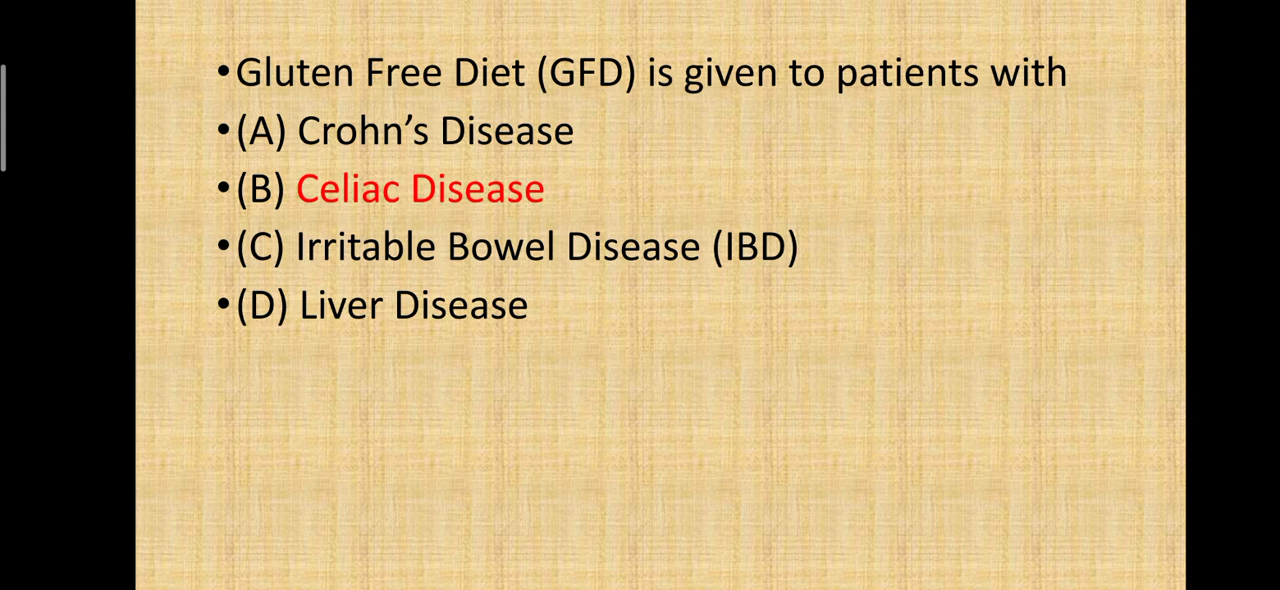 •Gluten Free Diet (GFD) is given to patients with
•(A) Crohn’s Disease
•(B) Celiac Disease
•(C) Irritable Bowel Disease (IBD)
•(D) Liver Disease